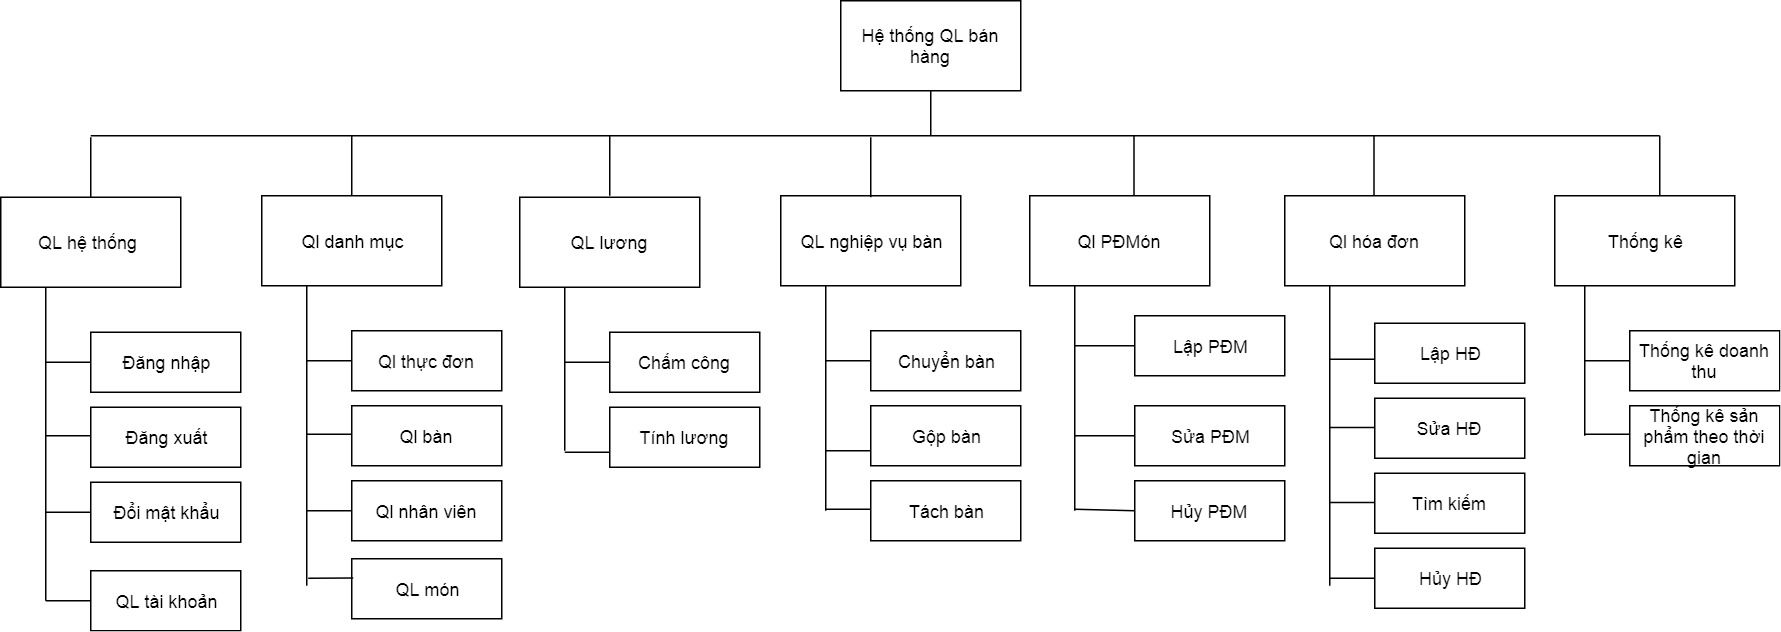 Hệ thống QL bán
hàng
QL hệ thống
Ql danh mục
QL lương
QL nghiệp vụ bàn
Ql PĐMón
Ql hóa đơn
Thống kê
Đăng nhập
Đăng xuất
Đổi mật khẩu
QL tài khoản
Ql thực đơn
Ql bàn
Ql nhân viên
QL món
Chấm công
Tính lương
Chuyển bàn
Gộp bàn
Tách bàn
Lập PĐM
Sửa PĐM
Hủy PĐM
Lập HĐ
Sửa HĐ
Tìm kiếm
Hủy HĐ
Thống kê doanh
thu
Thống kê sản
phẩm theo thời
gian